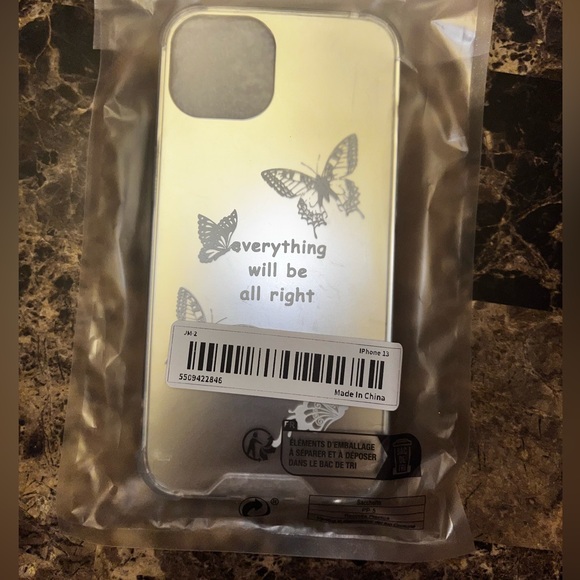 everything
will be
all right
JM-2
iPhone 13
5509422846
Made In China
ÉLÉMENTS D'EMBALLAGE
À SÉPARER ET À DÉPOSER
DANS LE BAC DE TRI